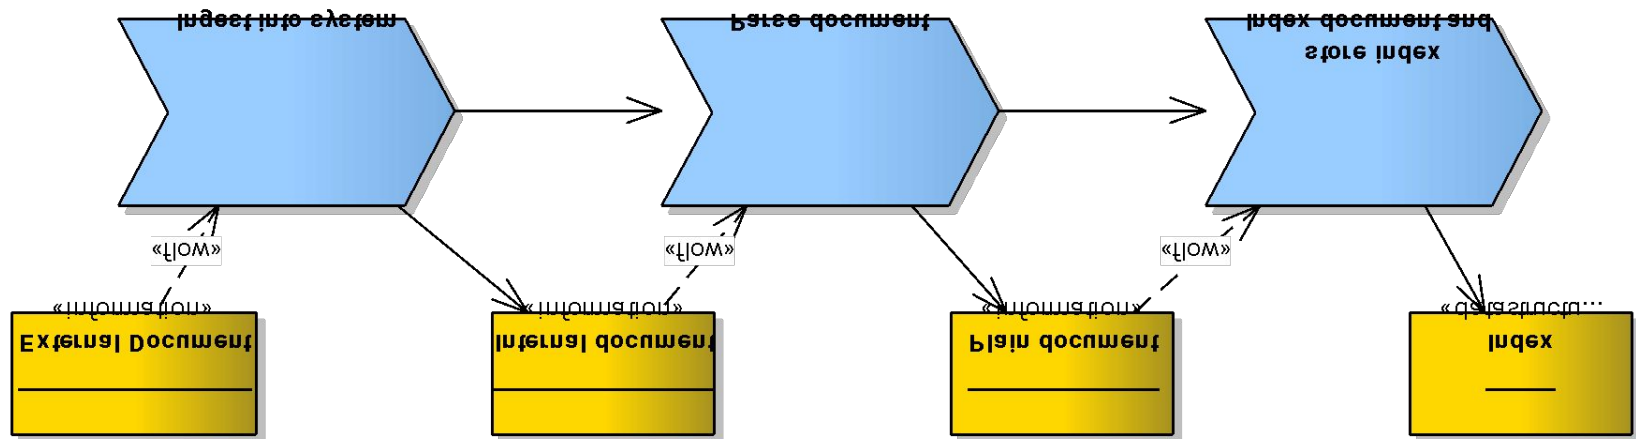 Ingest into system
Parse document
Index document and
store index
«flow»
«flow»
«flow»
«information»
External Document
«information»
Internal document
«information»
Plain document
«datastructu...
Index